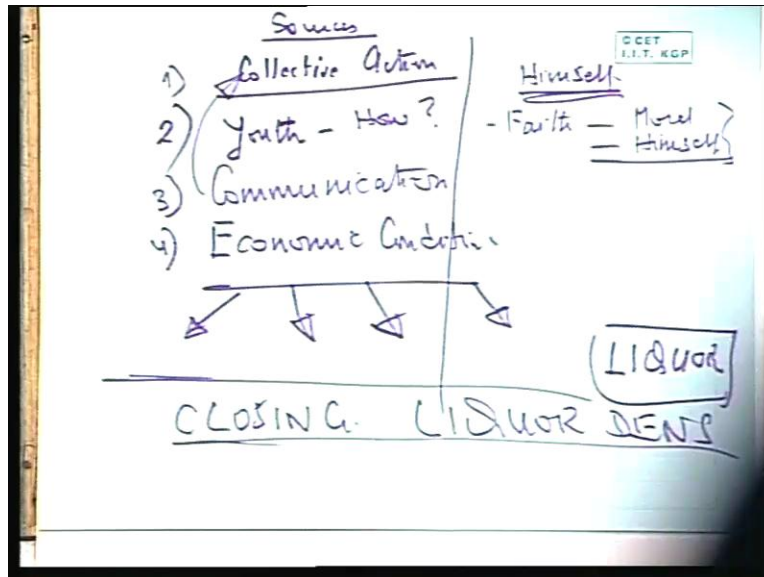 Sources
1) Collective Action
2) Youth - How?
3) Communication
4) Economic Condition
Himself
- Faith - Moral
- Himself
© CET
I.I.T. KGP
LIQUOR
CLOSING. LIQUOR DENS